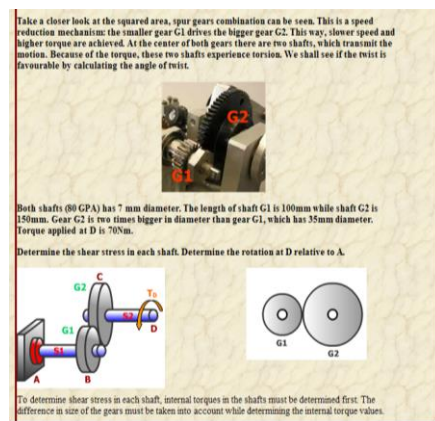 Take a closer look at the squared area, spur gears combination can be seen. This is a speed
reduction mechanism: the smaller gear G1 drives the bigger gear G2. This way, slower speed and
higher torque are achieved. At the center of both gears there are two shafts, which transmit the
motion. Because of the torque, these two shafts experience torsion. We shall see if the twist is
favourable by calculating the angle of twist.
G2
G1
Both shafts (80 GPA) has 7 mm diameter. The length of shaft G1 is 100mm while shaft G2 is
150mm. Gear G2 is two times bigger in diameter than gear G1, which has 35mm diameter.
Torque applied at D is 70Nm.
Determine the shear stress in each shaft. Determine the rotation at D relative to A.
C
G2
TD
S2
D
G1
S1
A
B
G1
G2
To determine shear stress in each shaft, internal torques in the shafts must be determined first. The
difference in size of the gears must be taken into account while determining the internal torque values.